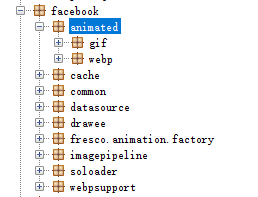 facebook
animated
gif
webp
cache
common
datasource
drawee
fresco.animation.factory
imagepipeline
soloader
webpsupport